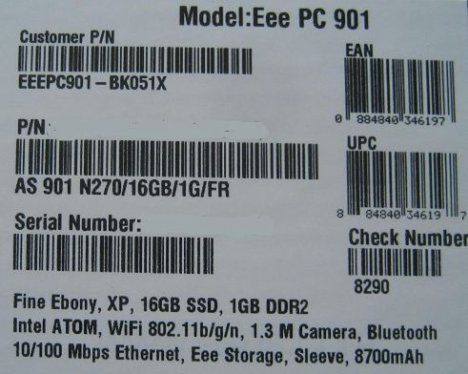 Model:Eee PC 901
Customer P/N
EEEPC901-BK051X
EAN
0 884840 346197
P/N:
AS 901 N270/16GB/1G/FR
UPC
8 84840 34619 7
Serial Number:
Check Number
8290
Fine Ebony, XP, 16GB SSD, 1GB DDR2
Intel ATOM, WiFi 802.11b/g/n, 1.3 M Camera, Bluetooth
10/100 Mbps Ethernet, Eee Storage, Sleeve, 8700mAh